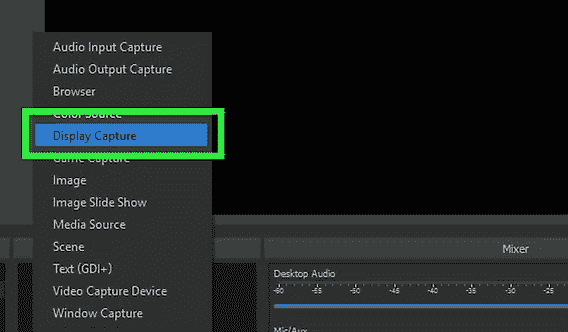 Audio Input Capture
Audio Output Capture
Browser
Color Source
Display Capture
Game Capture
Image
Image Slide Show
Media Source
Scene
Text (GDI+)
Video Capture Device
Window Capture
Mixer
Desktop Audio
-60 -55 -50 -45 -40 -35 -30 -25 -20 -15
Mic/Aux